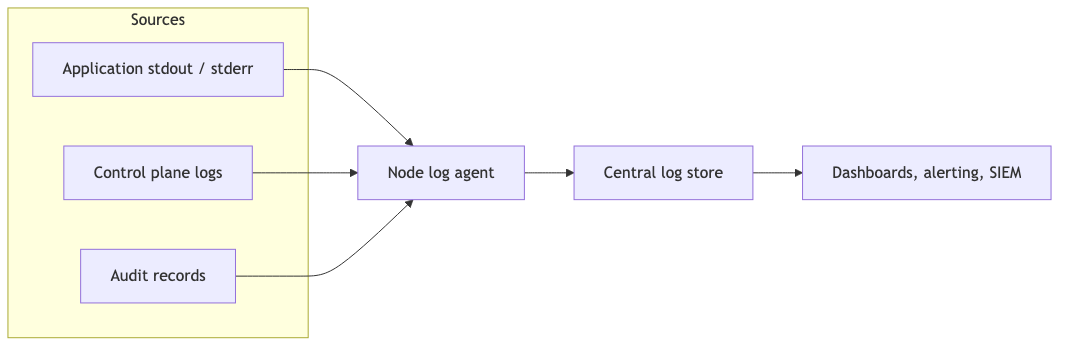 Sources
Application stdout / stderr
Control plane logs
Audit records
Node log agent
Central log store
Dashboards, alerting, SIEM